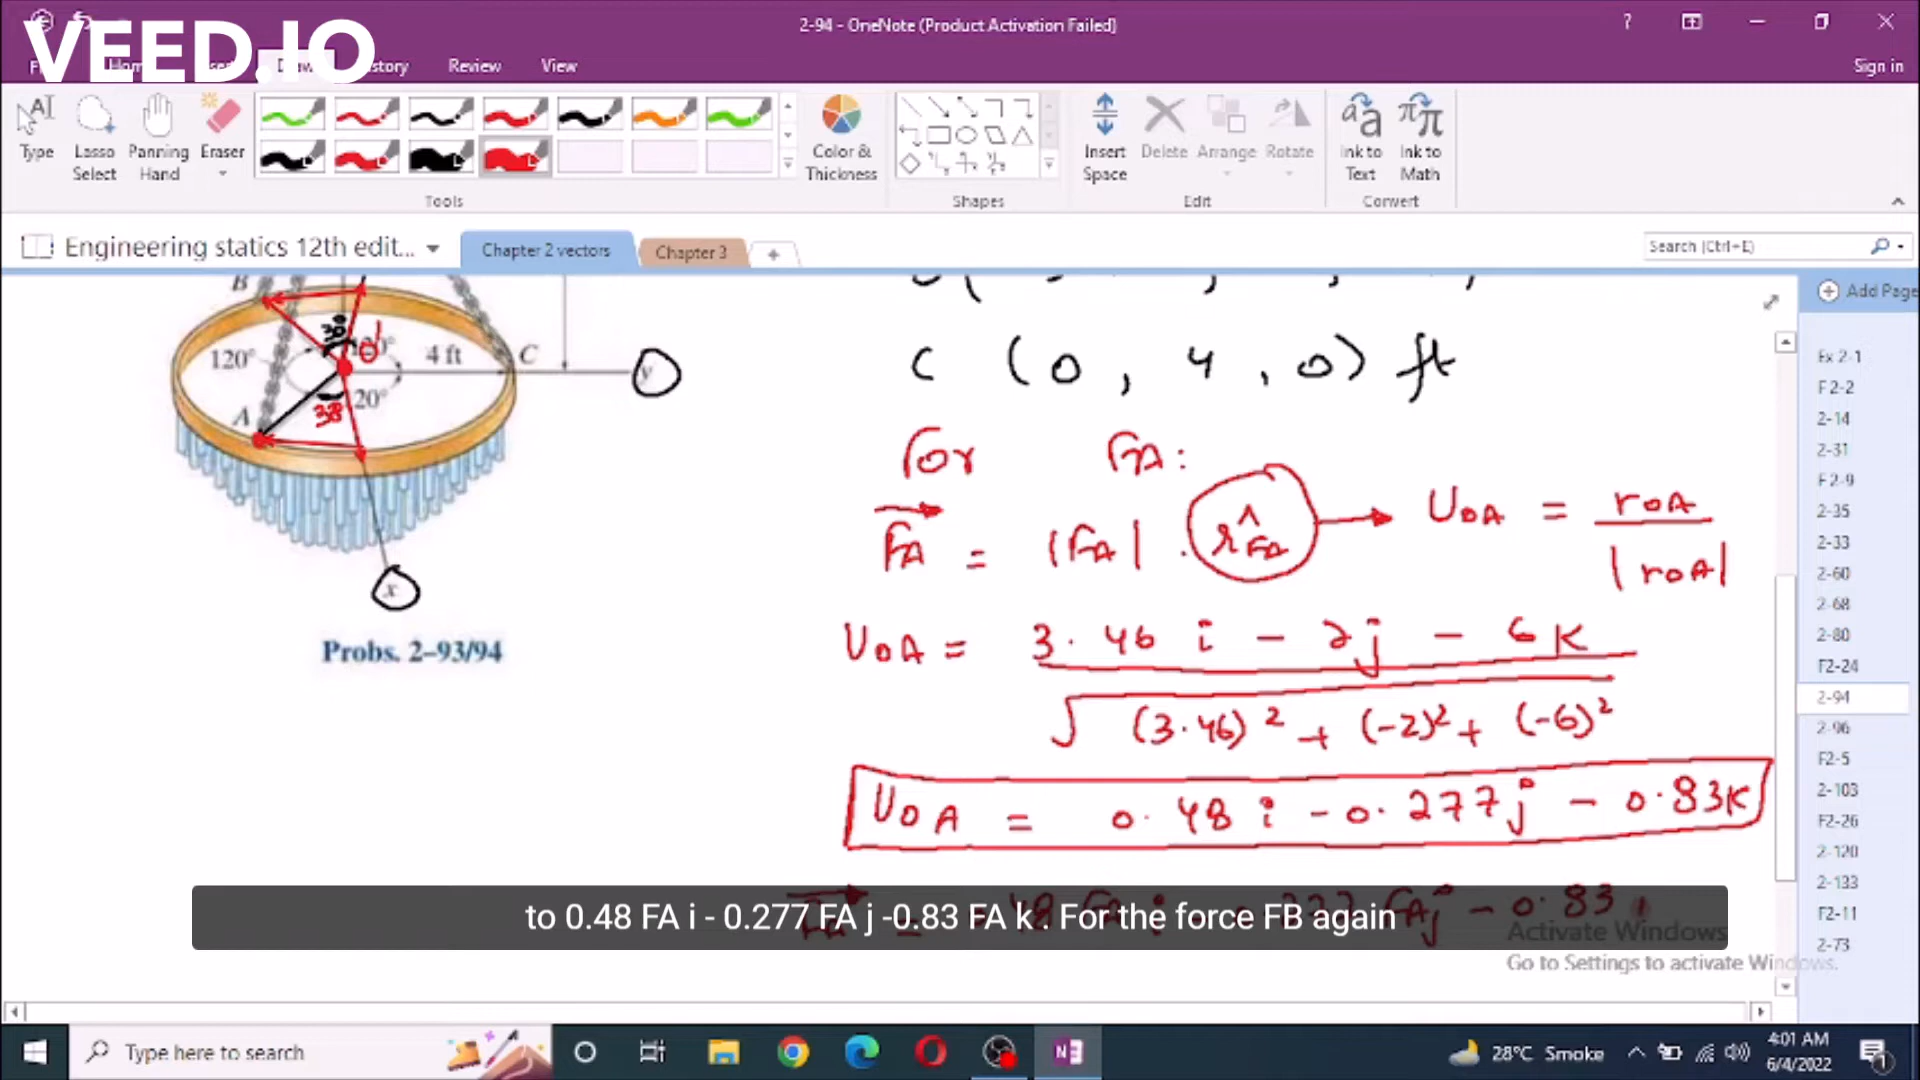 2-94 - OneNote (Product Activation Failed)
VEED.IO
Review View
Sign in
Type
Lasso Select
Panning Hand
Eraser
Color & Thickness
Insert Space
Delete
Arrange
Rotate
Ink to Text
Ink to Math
Tools
Shapes
Edit
Convert
Engineering statics 12th edit...
Chapter 2 vectors
Chapter 3
Search (Ctrl+E)
Add Page
Ex 2-1
F 2-2
2-14
2-31
F 2-9
2-35
2-33
2-60
2-68
2-80
F2-24
2-94
2-96
F2-5
2-103
F2-26
2-120
2-133
F2-11
2-73
B
120°
O'
4 ft
C
y
A
20°
x
Probs. 2–93/94
C (0, 4, 0) ft
For FA:
FA = |FA| . r̂FA → UOA = rOA / |rOA|
UOA = 3.46 i - 2j - 6K
√(3.46)² + (-2)² + (-6)²
UOA = 0.48 i - 0.277j - 0.83K
to 0.48 FA i - 0.277 FA j -0.83 FA k . For the force FB again
Activate Windows
Go to Settings to activate Windows.
Type here to search
28°C Smoke
4:01 AM
6/4/2022